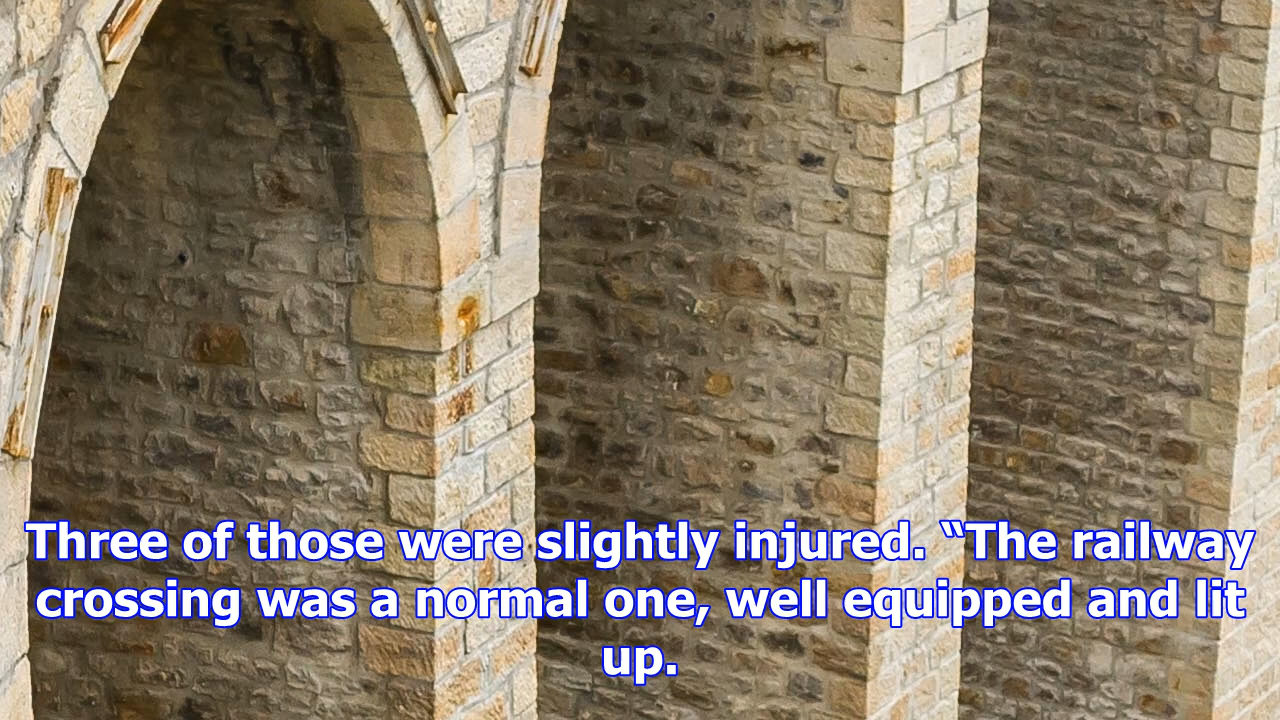 Three of those were slightly injured. “The railway
crossing was a normal one, well equipped and lit
up.